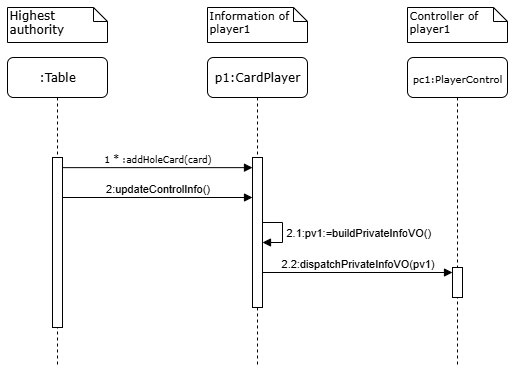 Highest
authority
Information of
player1
Controller of
player1
:Table
p1:CardPlayer
pc1:PlayerControl
1 * :addHoleCard(card)
2:updateControlInfo()
2.1:pv1:=buildPrivateInfoVO()
2.2:dispatchPrivateInfoVO(pv1)